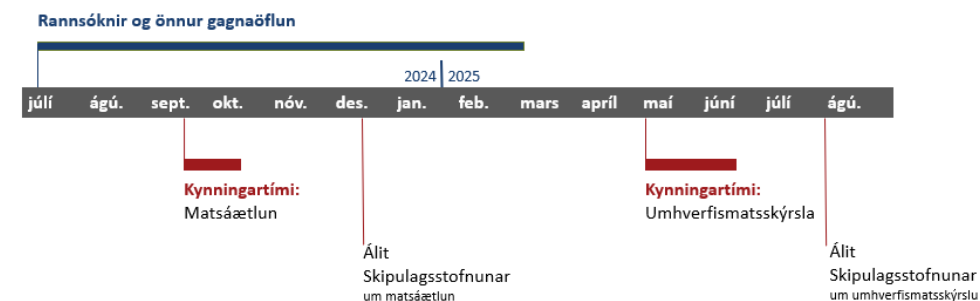 Rannsóknir og önnur gagnaöflun
2024 2025
júlí ágú. sept. okt. nóv. des. jan. feb. mars apríl maí júní júlí ágú.
Kynningartími:
Matsáætlun
Kynningartími:
Umhverfismatsskýrsla
Álit
Skipulagsstofnunar
um matsáætlun
Álit
Skipulagsstofnunar
um umhverfismatsskýrslu